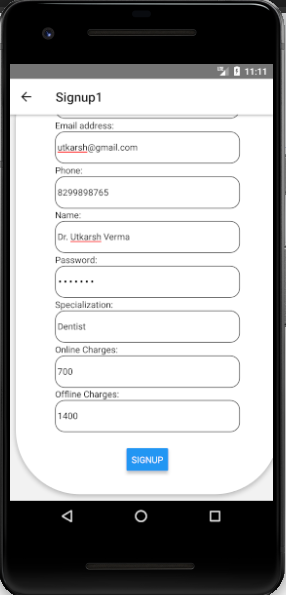 11:11
Signup1
Email address:
utkarsh@gmail.com
Phone:
8299898765
Name:
Dr. Utkarsh Verma
Password:
•••••••
Specialization:
Dentist
Online Charges:
700
Offline Charges:
1400
SIGNUP